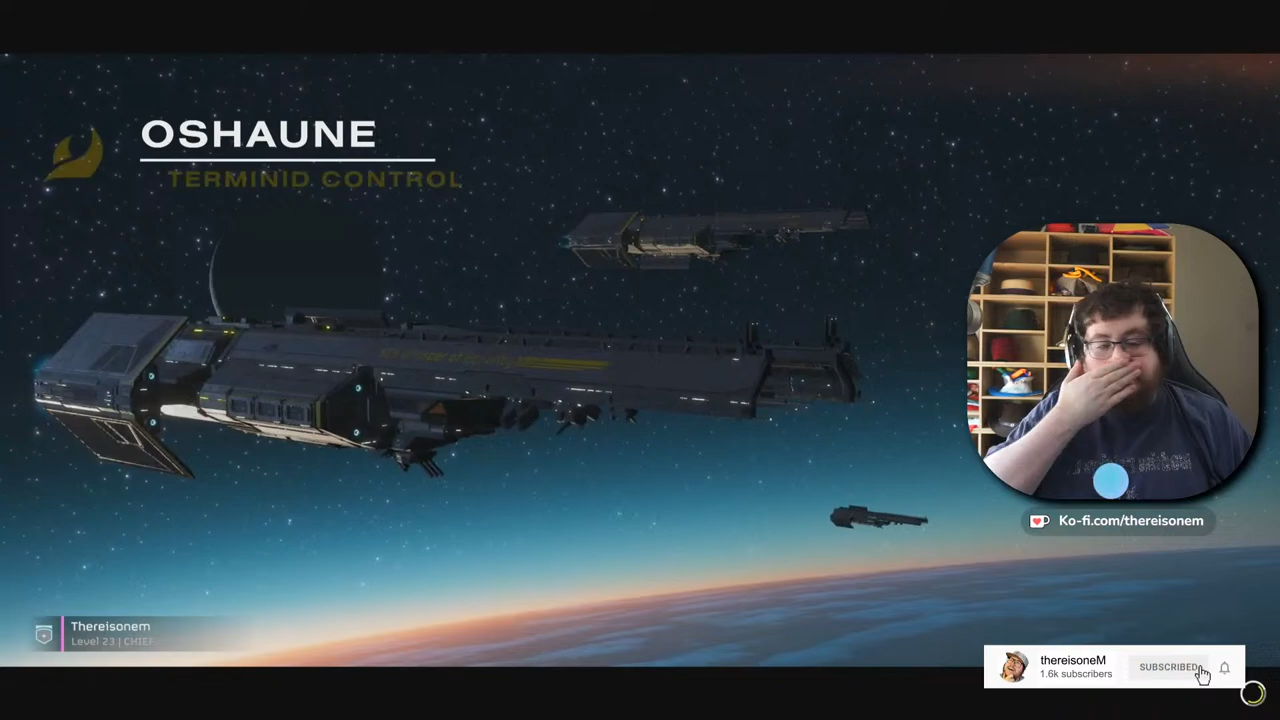 OSHAUNE
TERMINID CONTROL
Ko-fi.com/thereisonem
Thereisonem
Level 23 | CHIEF
thereisoneM
1.6k subscribers
SUBSCRIBED